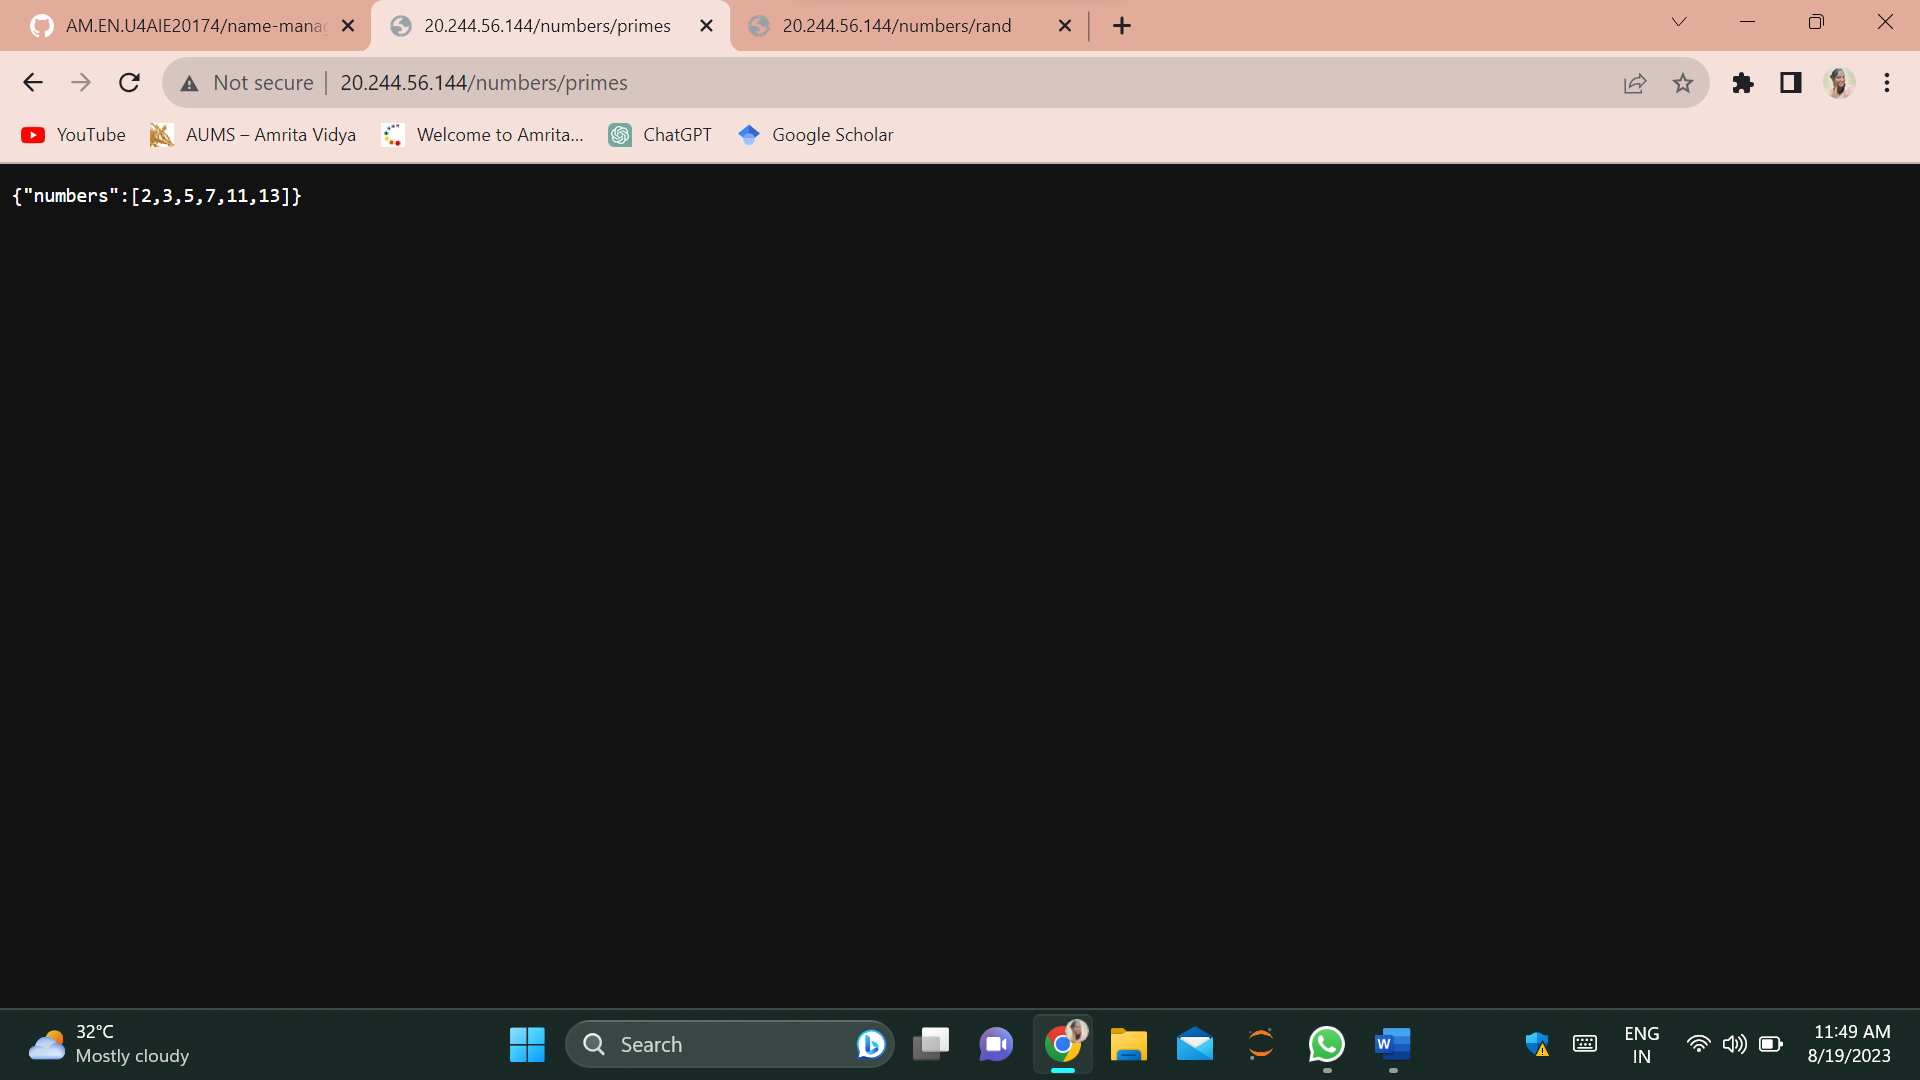 AM.EN.U4AIE20174/name-mana
20.244.56.144/numbers/primes
20.244.56.144/numbers/rand
Not secure
20.244.56.144/numbers/primes
YouTube
AUMS – Amrita Vidya
Welcome to Amrita...
ChatGPT
Google Scholar
{"numbers":[2,3,5,7,11,13]}
32°C
Mostly cloudy
Search
W
ENG
IN
11:49 AM
8/19/2023